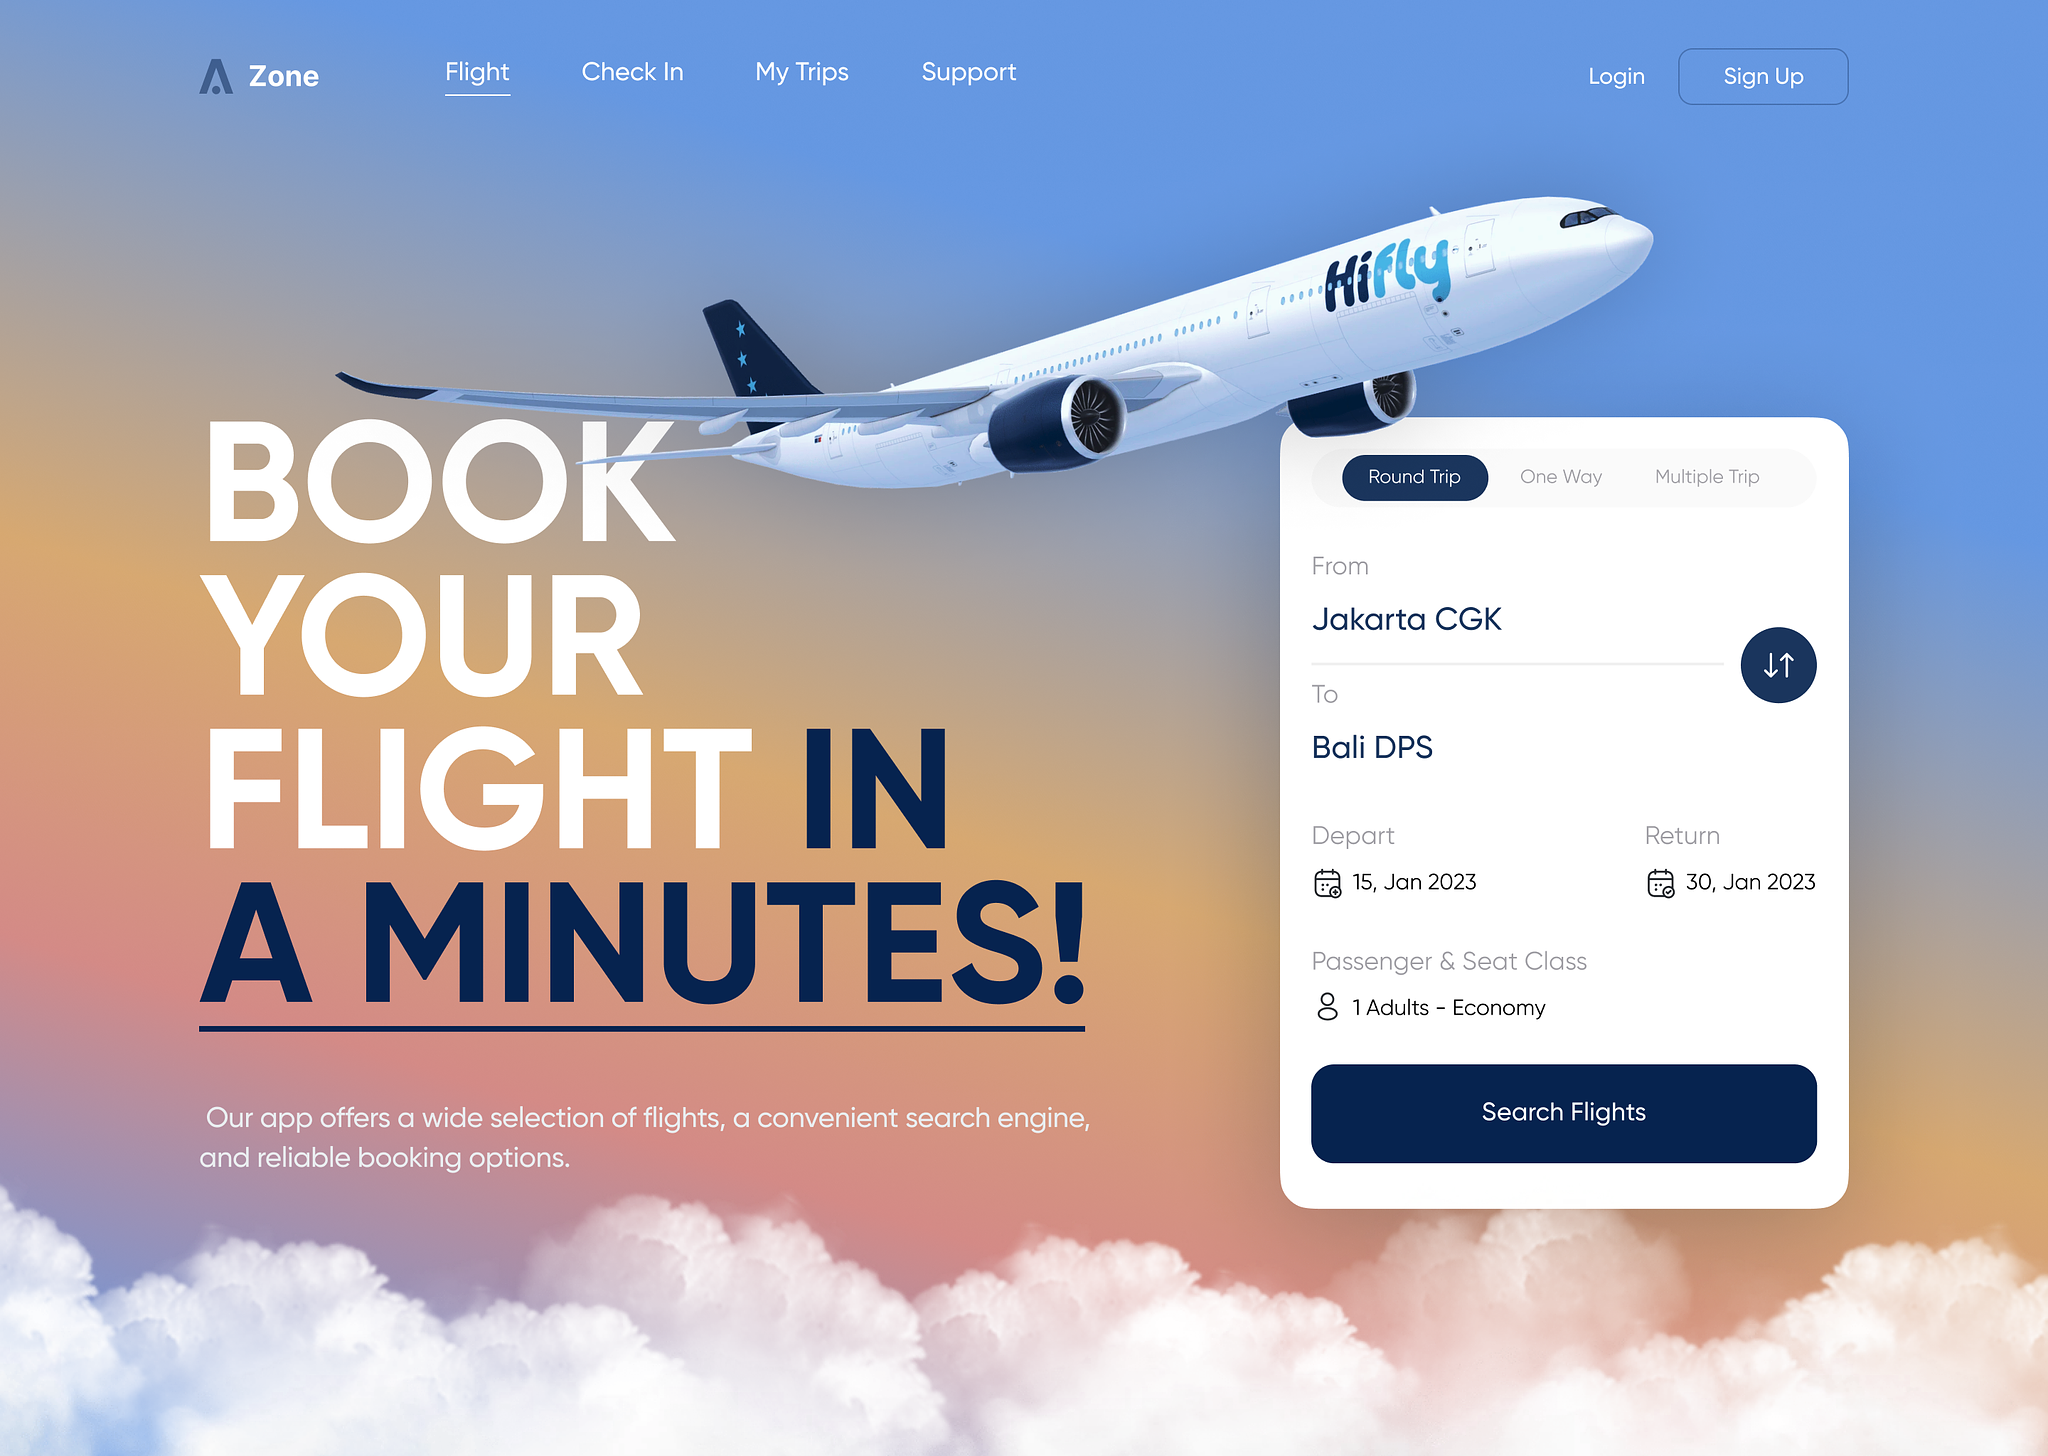 Zone
Flight
Check In
My Trips
Support
Login
Sign Up
Hifly
BOOK
YOUR
FLIGHT IN
A MINUTES!
Our app offers a wide selection of flights, a convenient search engine,
and reliable booking options.
Round Trip
One Way
Multiple Trip
From
Jakarta CGK
To
Bali DPS
Depart
Return
15, Jan 2023
30, Jan 2023
Passenger & Seat Class
1 Adults - Economy
Search Flights